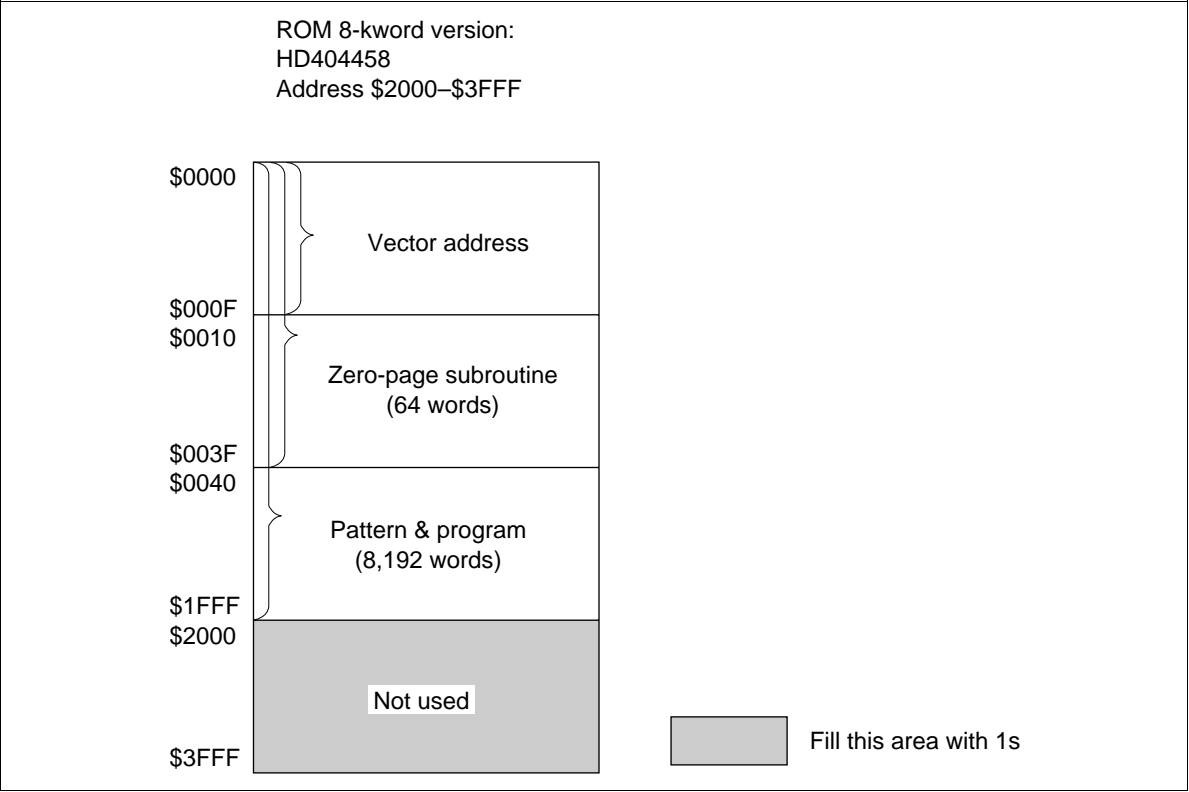 ROM 8-kword version:
HD404458
Address $2000–$3FFF
$0000
Vector address
$000F
$0010
Zero-page subroutine
(64 words)
$003F
$0040
Pattern & program
(8,192 words)
$1FFF
$2000
Not used
$3FFF
Fill this area with 1s